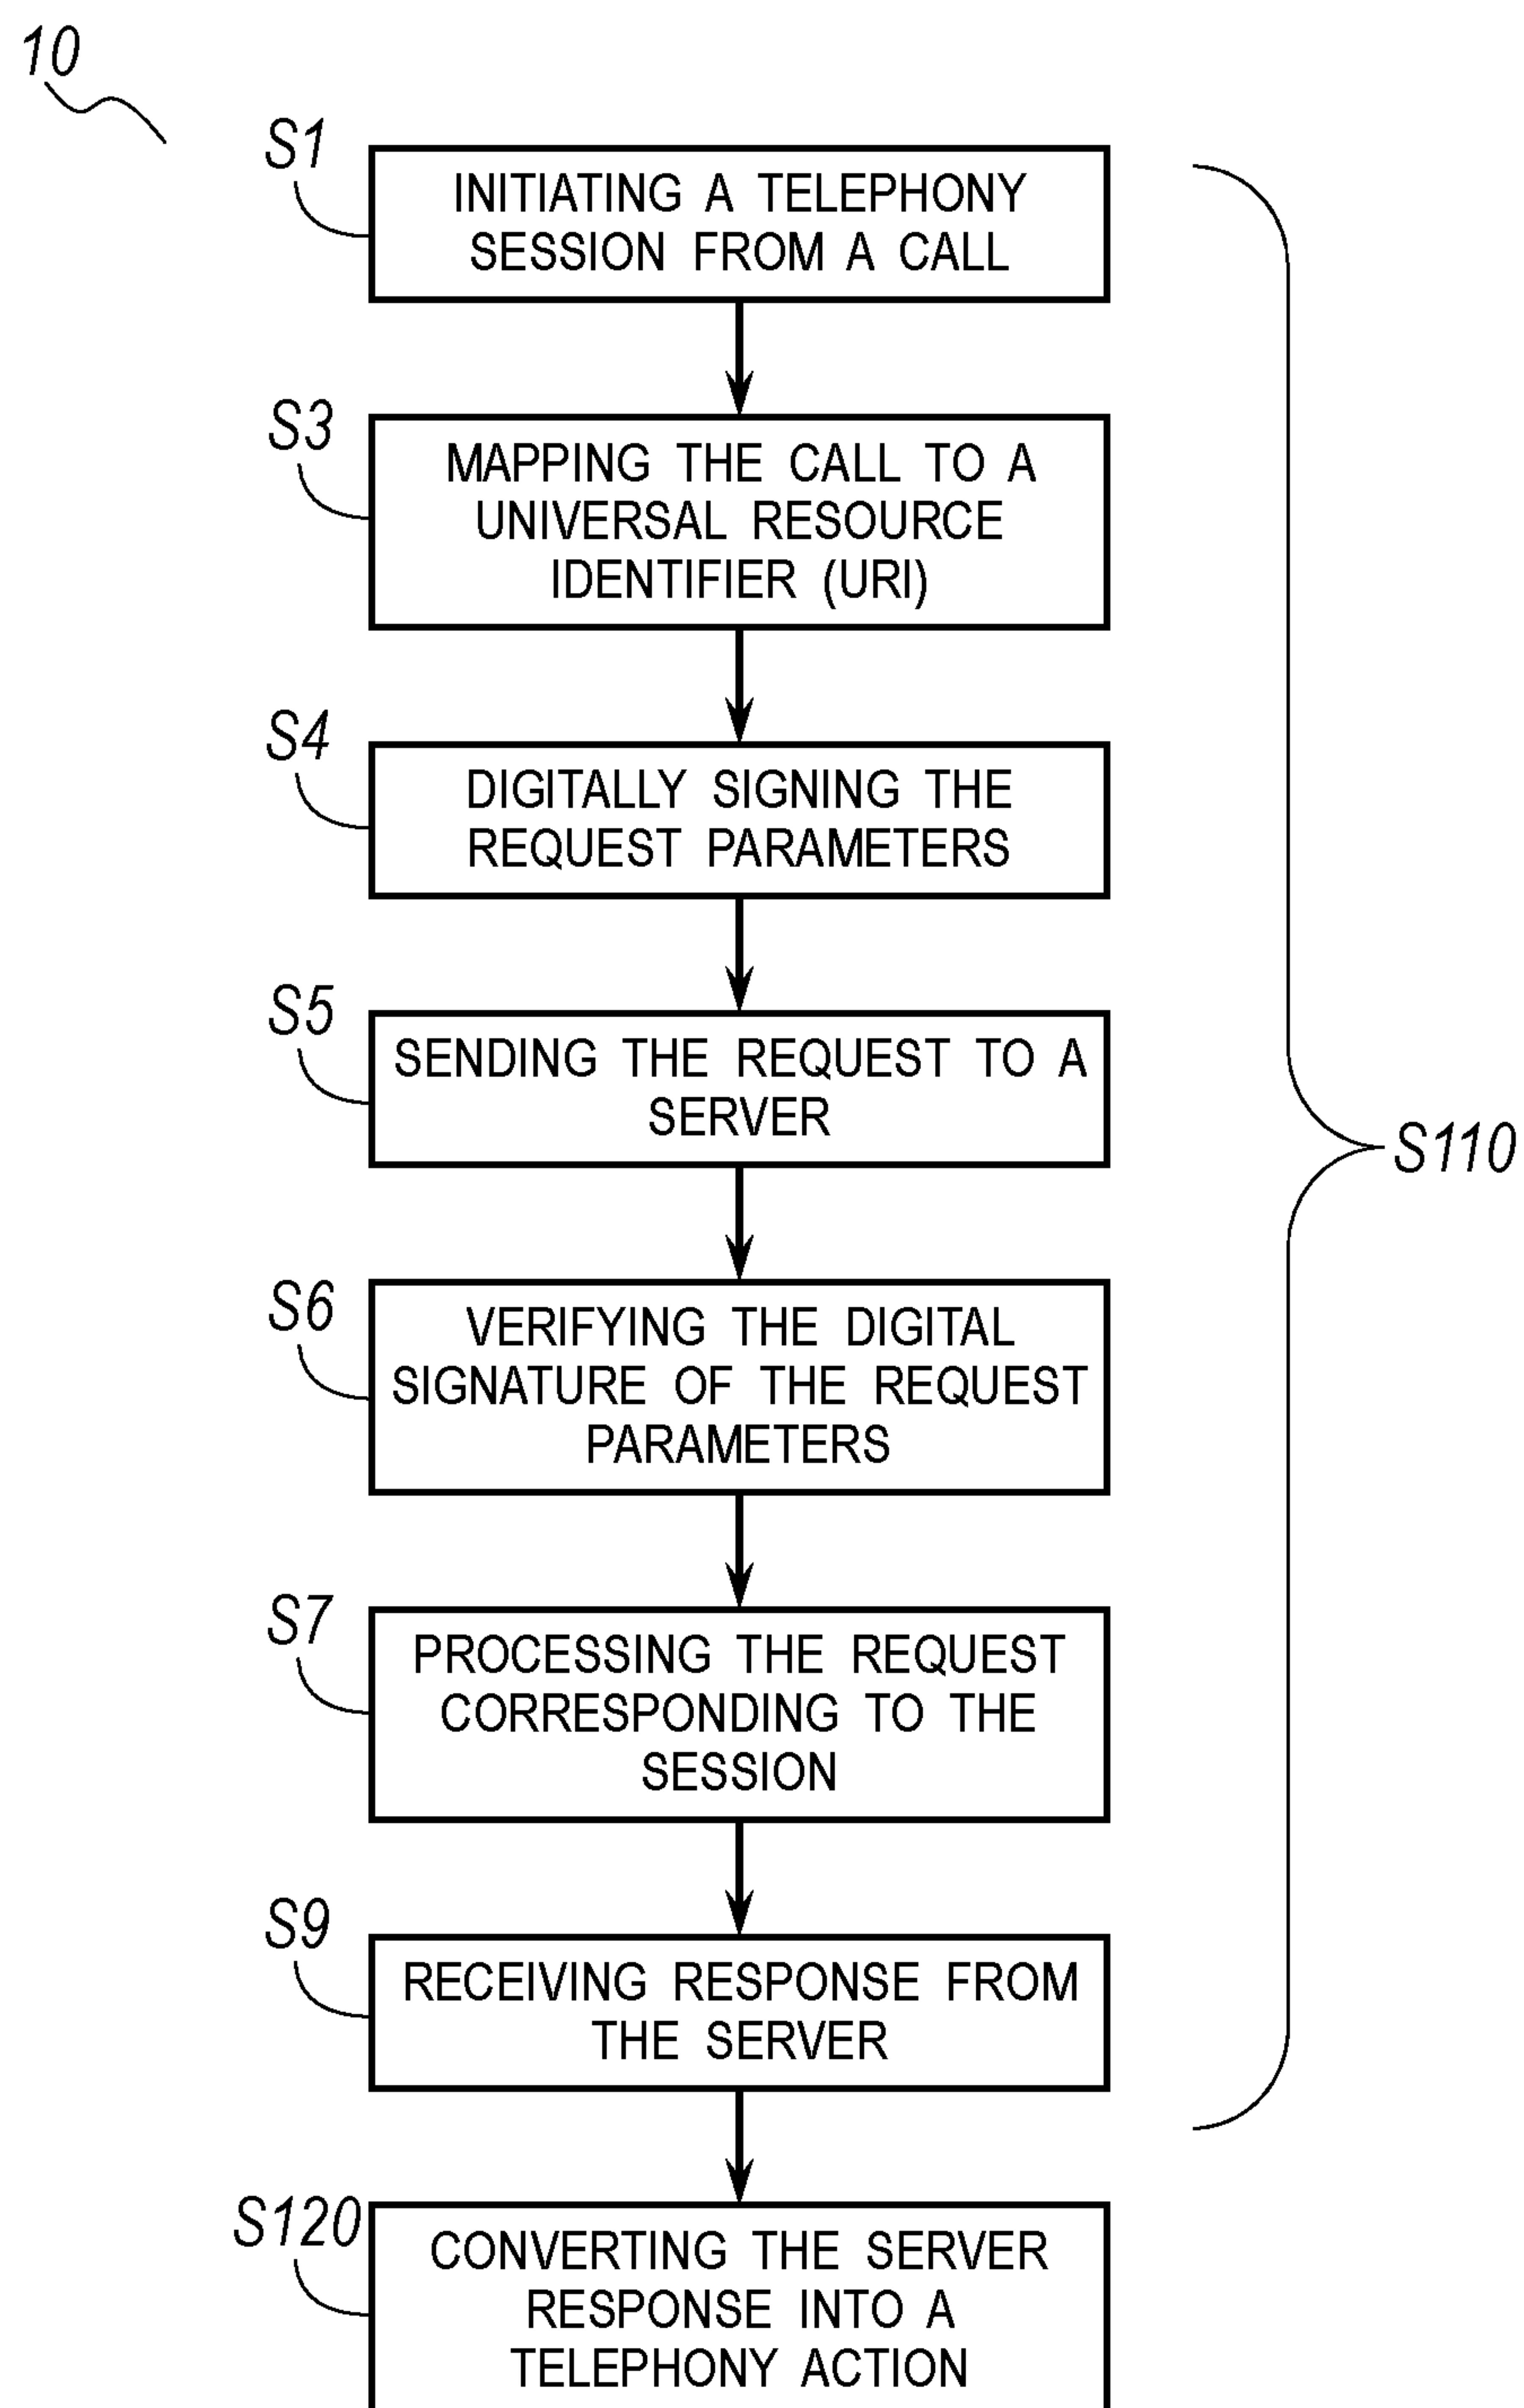 10
S1
INITIATING A TELEPHONY
SESSION FROM A CALL
S3
MAPPING THE CALL TO A
UNIVERSAL RESOURCE
IDENTIFIER (URI)
S4
DIGITALLY SIGNING THE
REQUEST PARAMETERS
S5
SENDING THE REQUEST TO A
SERVER
S110
S6
VERIFYING THE DIGITAL
SIGNATURE OF THE REQUEST
PARAMETERS
S7
PROCESSING THE REQUEST
CORRESPONDING TO THE
SESSION
S9
RECEIVING RESPONSE FROM
THE SERVER
S120
CONVERTING THE SERVER
RESPONSE INTO A
TELEPHONY ACTION